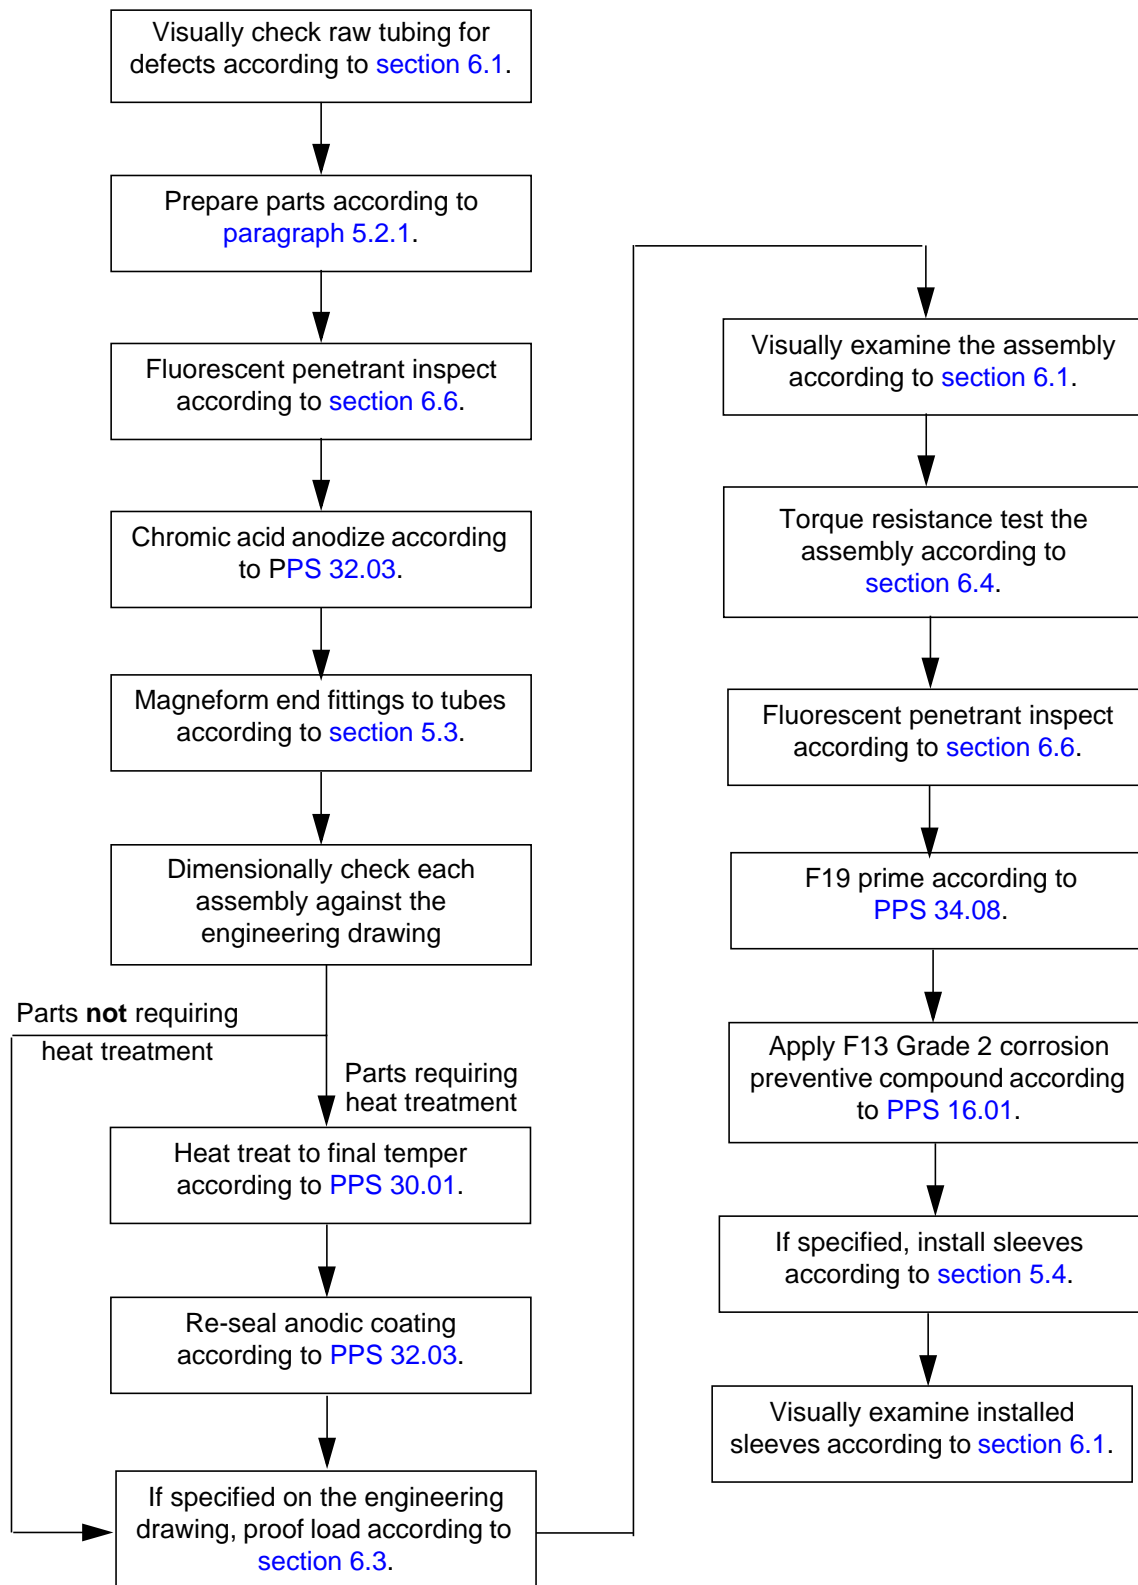 Visually check raw tubing for
defects according to section 6.1.
Prepare parts according to
paragraph 5.2.1.
Fluorescent penetrant inspect
according to section 6.6.
Chromic acid anodize according
to PPS 32.03.
Magneform end fittings to tubes
according to section 5.3.
Dimensionally check each
assembly against the
engineering drawing
Parts not requiring
heat treatment
Parts requiring
heat treatment
Heat treat to final temper
according to PPS 30.01.
Re-seal anodic coating
according to PPS 32.03.
If specified on the engineering
drawing, proof load according to
section 6.3.
Visually examine the assembly
according to section 6.1.
Torque resistance test the
assembly according to
section 6.4.
Fluorescent penetrant inspect
according to section 6.6.
F19 prime according to
PPS 34.08.
Apply F13 Grade 2 corrosion
preventive compound according
to PPS 16.01.
If specified, install sleeves
according to section 5.4.
Visually examine installed
sleeves according to section 6.1.